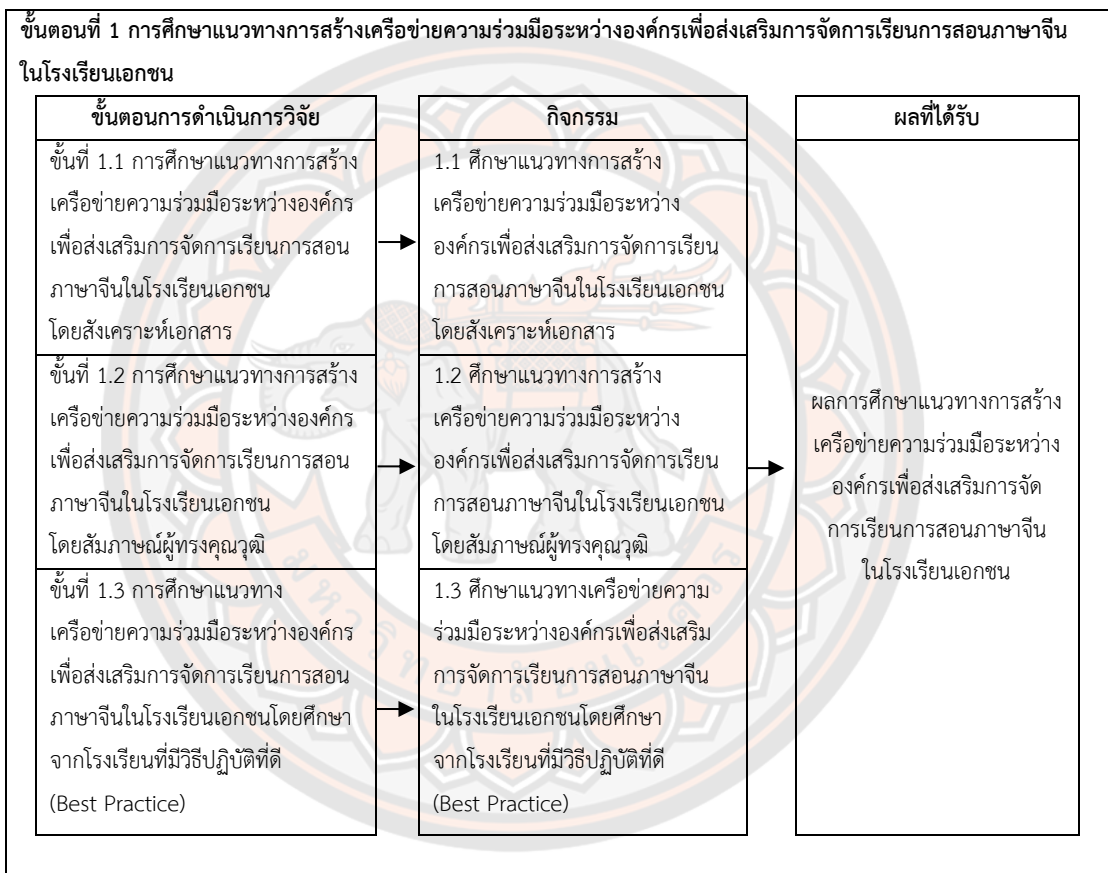 ขั้นตอนที่ 1 การศึกษาแนวทางการสร้างเครือข่ายความร่วมมือระหว่างองค์กรเพื่อส่งเสริมการจัดการเรียนการสอนภาษาจีน
ในโรงเรียนเอกชน
ขั้นตอนการดำเนินการวิจัย
ขั้นที่ 1.1 การศึกษาแนวทางการสร้าง
เครือข่ายความร่วมมือระหว่างองค์กร
เพื่อส่งเสริมการจัดการเรียนการสอน
ภาษาจีนในโรงเรียนเอกชน
โดยสังเคราะห์เอกสาร
ขั้นที่ 1.2 การศึกษาแนวทางการสร้าง
เครือข่ายความร่วมมือระหว่างองค์กร
เพื่อส่งเสริมการจัดการเรียนการสอน
ภาษาจีนในโรงเรียนเอกชน
โดยสัมภาษณ์ผู้ทรงคุณวุฒิ
ขั้นที่ 1.3 การศึกษาแนวทาง
เครือข่ายความร่วมมือระหว่างองค์กร
เพื่อส่งเสริมการจัดการเรียนการสอน
ภาษาจีนในโรงเรียนเอกชนโดยศึกษา
จากโรงเรียนที่มีวิธีปฏิบัติที่ดี
(Best Practice)
กิจกรรม
1.1 ศึกษาแนวทางการสร้าง
เครือข่ายความร่วมมือระหว่าง
องค์กรเพื่อส่งเสริมการจัดการเรียน
การสอนภาษาจีนในโรงเรียนเอกชน
โดยสังเคราะห์เอกสาร
1.2 ศึกษาแนวทางการสร้าง
เครือข่ายความร่วมมือระหว่าง
องค์กรเพื่อส่งเสริมการจัดการเรียน
การสอนภาษาจีนในโรงเรียนเอกชน
โดยสัมภาษณ์ผู้ทรงคุณวุฒิ
1.3 ศึกษาแนวทางเครือข่ายความ
ร่วมมือระหว่างองค์กรเพื่อส่งเสริม
การจัดการเรียนการสอนภาษาจีน
ในโรงเรียนเอกชนโดยศึกษา
จากโรงเรียนที่มีวิธีปฏิบัติที่ดี
(Best Practice)
ผลที่ได้รับ
ผลการศึกษาแนวทางการสร้าง
เครือข่ายความร่วมมือระหว่าง
องค์กรเพื่อส่งเสริมการจัด
การเรียนการสอนภาษาจีน
ในโรงเรียนเอกชน
มหาวิทยาลัยนเรศวร